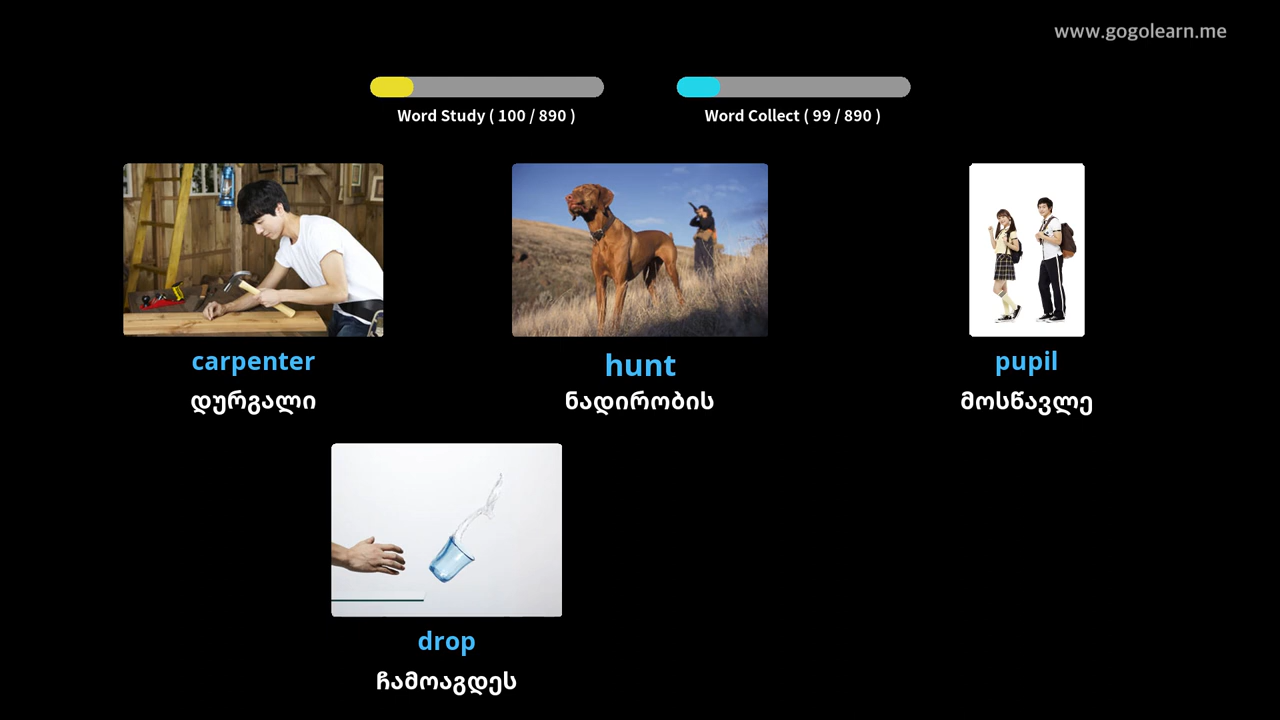 www.gogolearn.me
Word Study ( 100 / 890 )
Word Collect ( 99 / 890 )
carpenter
დურგალი
hunt
ნადირობის
pupil
მოსწავლე
drop
ჩამოაგდეს